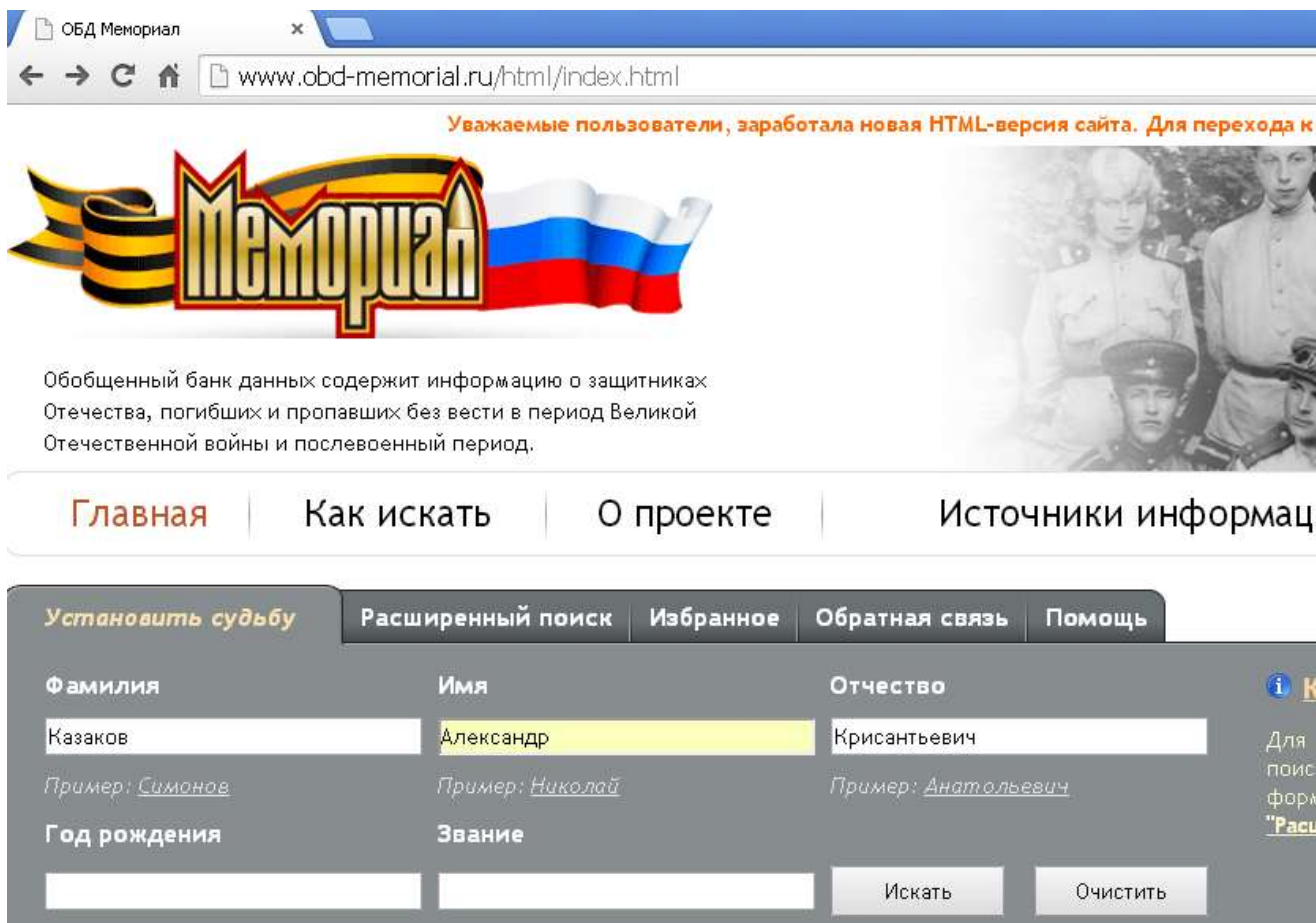 ОБД Мемориал
www.obd-memorial.ru/html/index.html
Уважаемые пользователи, заработала новая HTML-версия сайта. Для перехода к
Мемориал
Обобщенный банк данных содержит информацию о защитниках
Отечества, погибших и пропавших без вести в период Великой
Отечественной войны и послевоенный период.
Главная Как искать О проекте Источники информац
Установить судьбу Расширенный поиск Избранное Обратная связь Помощь
Фамилия Имя Отчество К
Казаков Александр Крисантьевич
Для
Пример: Симонов Пример: Николай Пример: Анатольевич
поис
форм
Год рождения Звание
"Расш
Искать Очистить